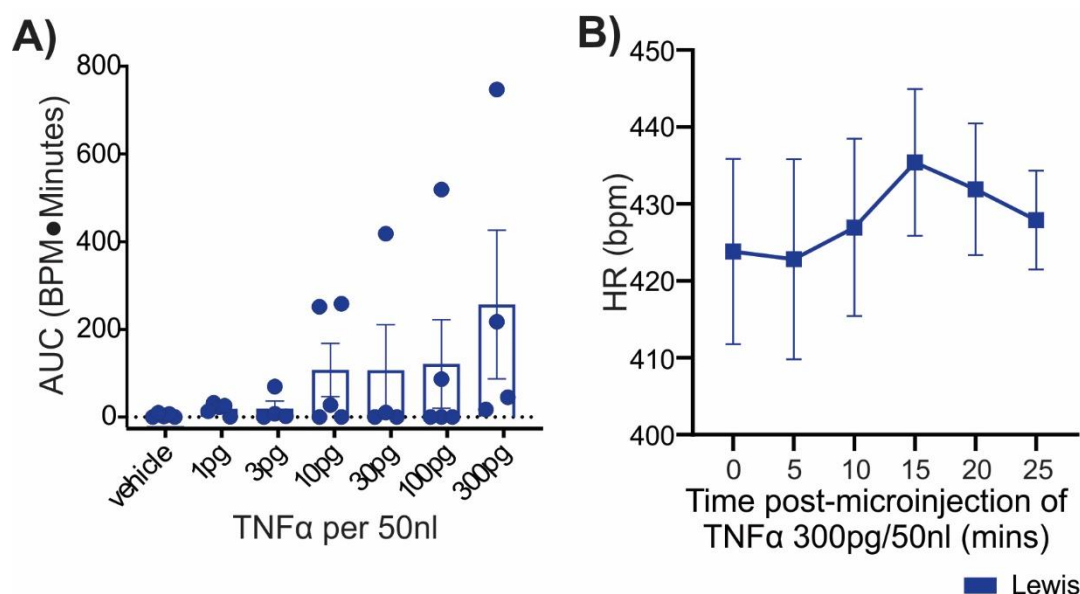 A)
AUC (BPM●Minutes)
800
600
400
200
0
vehicle
1pg
3pg
10pg
30pg
100pg
300pg
TNFα per 50nl
B)
HR (bpm)
450
440
430
420
410
400
0 5 10 15 20 25
Time post-microinjection of
TNFα 300pg/50nl (mins)
Lewis